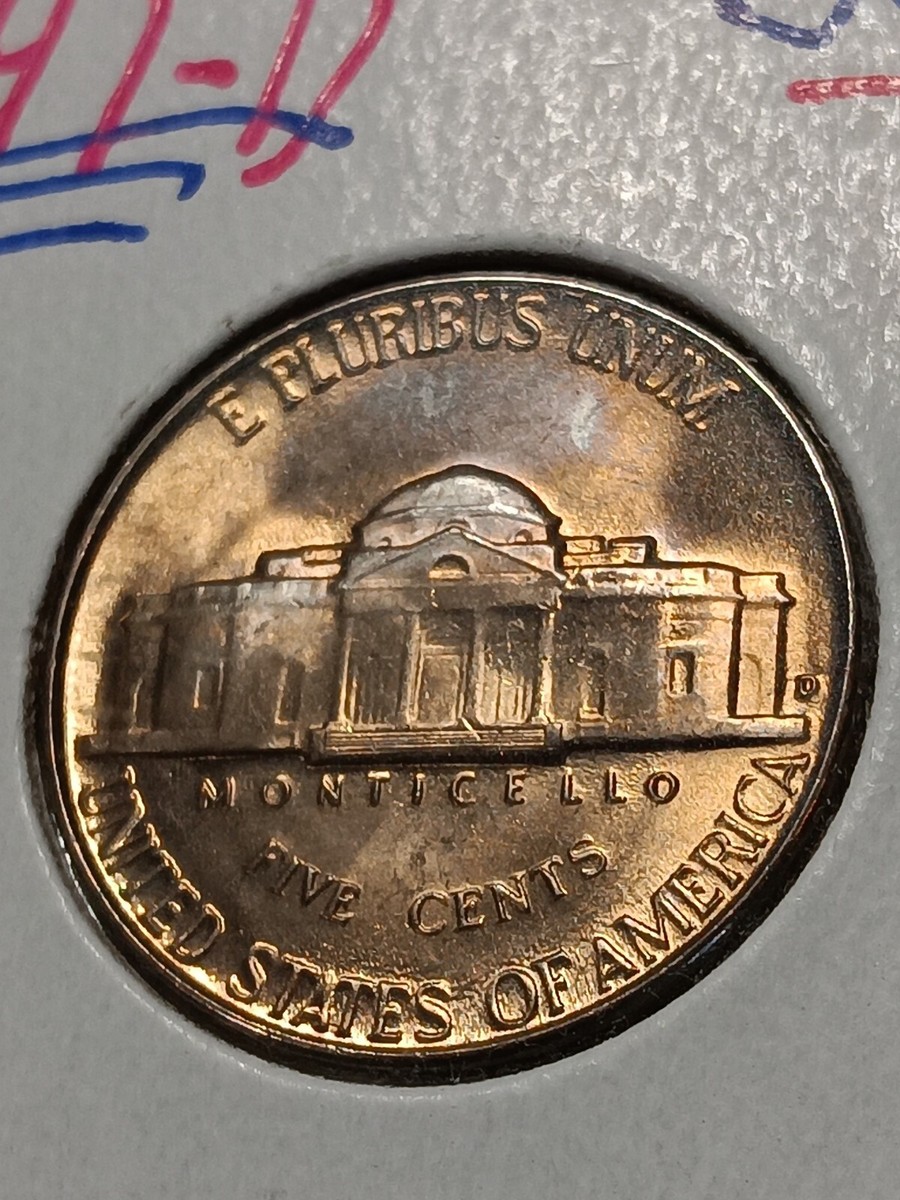 E PLURIBUS UNUM
D
MONTICELLO
FIVE CENTS
UNITED STATES OF AMERICA